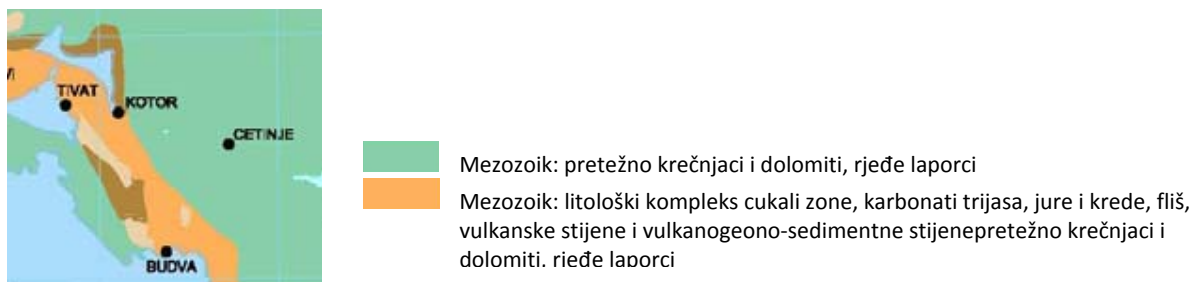 VI
TIVAT
KOTOR
CETINJE
BUDVA
Mezozoik: pretežno krečnjaci i dolomiti, rjeđe laporci
Mezozoik: litološki kompleks cukali zone, karbonati trijasa, jure i krede, fliš,
vulkanske stijene i vulkanogeono-sedimentne stijenepretežno krečnjaci i
dolomiti, rjeđe laporci